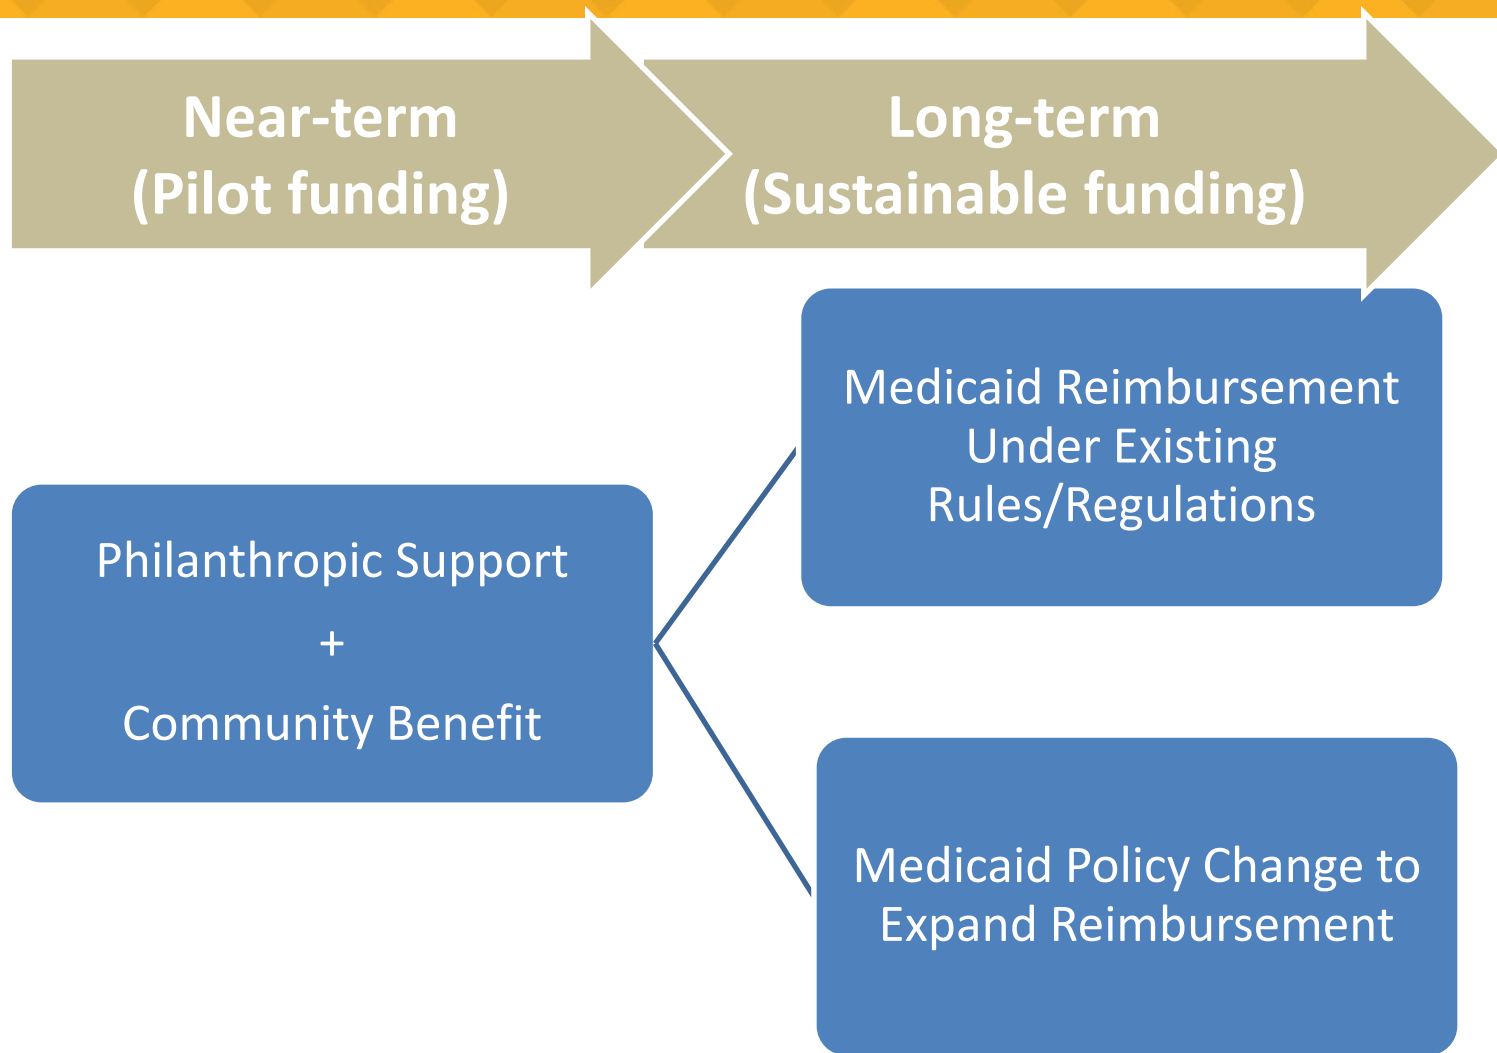 Near-term
(Pilot funding)
Long-term
(Sustainable funding)
Philanthropic Support
+
Community Benefit
Medicaid Reimbursement
Under Existing
Rules/Regulations
Medicaid Policy Change to
Expand Reimbursement